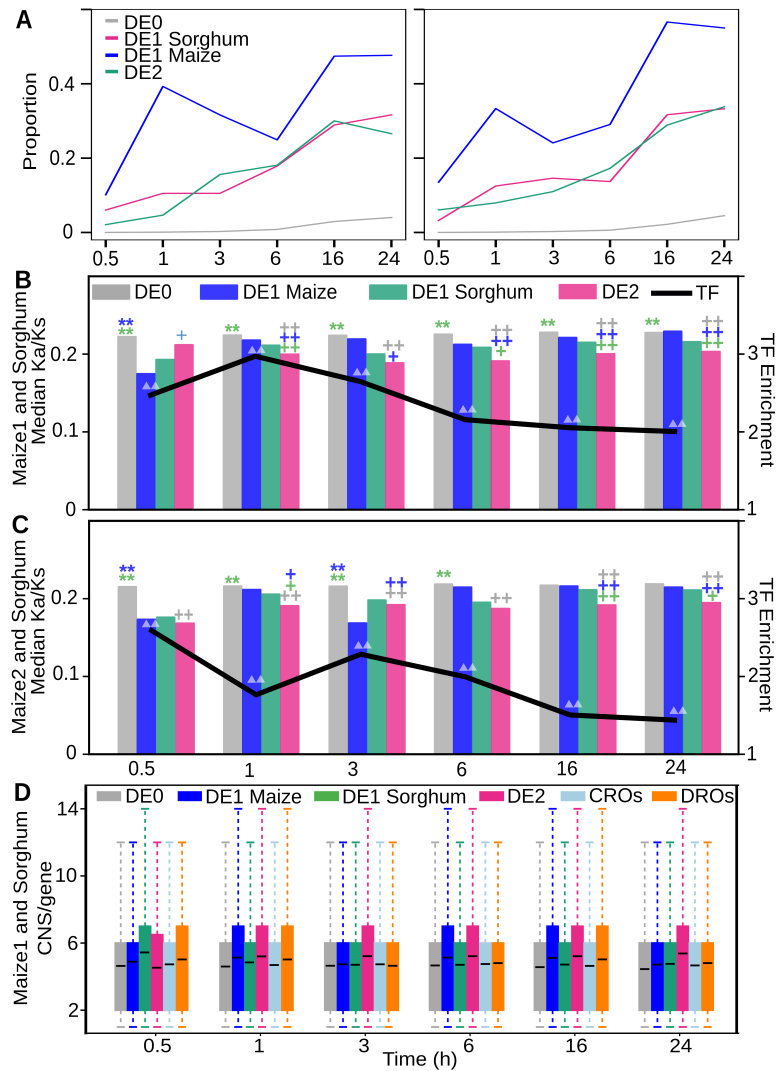 A
DE0
DE1 Sorghum
DE1 Maize
DE2
Proportion
0.4
0.2
0
0.5 1 3 6 16 24
0.5 1 3 6 16 24
B
DE0 DE1 Maize DE1 Sorghum DE2 TF
Maize1 and Sorghum
Median Ka/Ks
0.2
0.1
0
** ** + ** ++ ++ ++ ** ++ + ** ++ ++ + ** ++ ++ ++ ** ++ ++ ++
3
2
1
TF Enrichment
C
Maize2 and Sorghum
Median Ka/Ks
0.2
0.1
0
** ** ++ ** + + ++ ** ** ++ ++ ** ++ ++ ++ ++ ++ ++ +
3
2
1
TF Enrichment
0.5 1 3 6 16 24
D
DE0 DE1 Maize DE1 Sorghum DE2 CROs DROs
Maize1 and Sorghum
CNS/gene
14
10
6
2
0.5 1 3 6 16 24
Time (h)